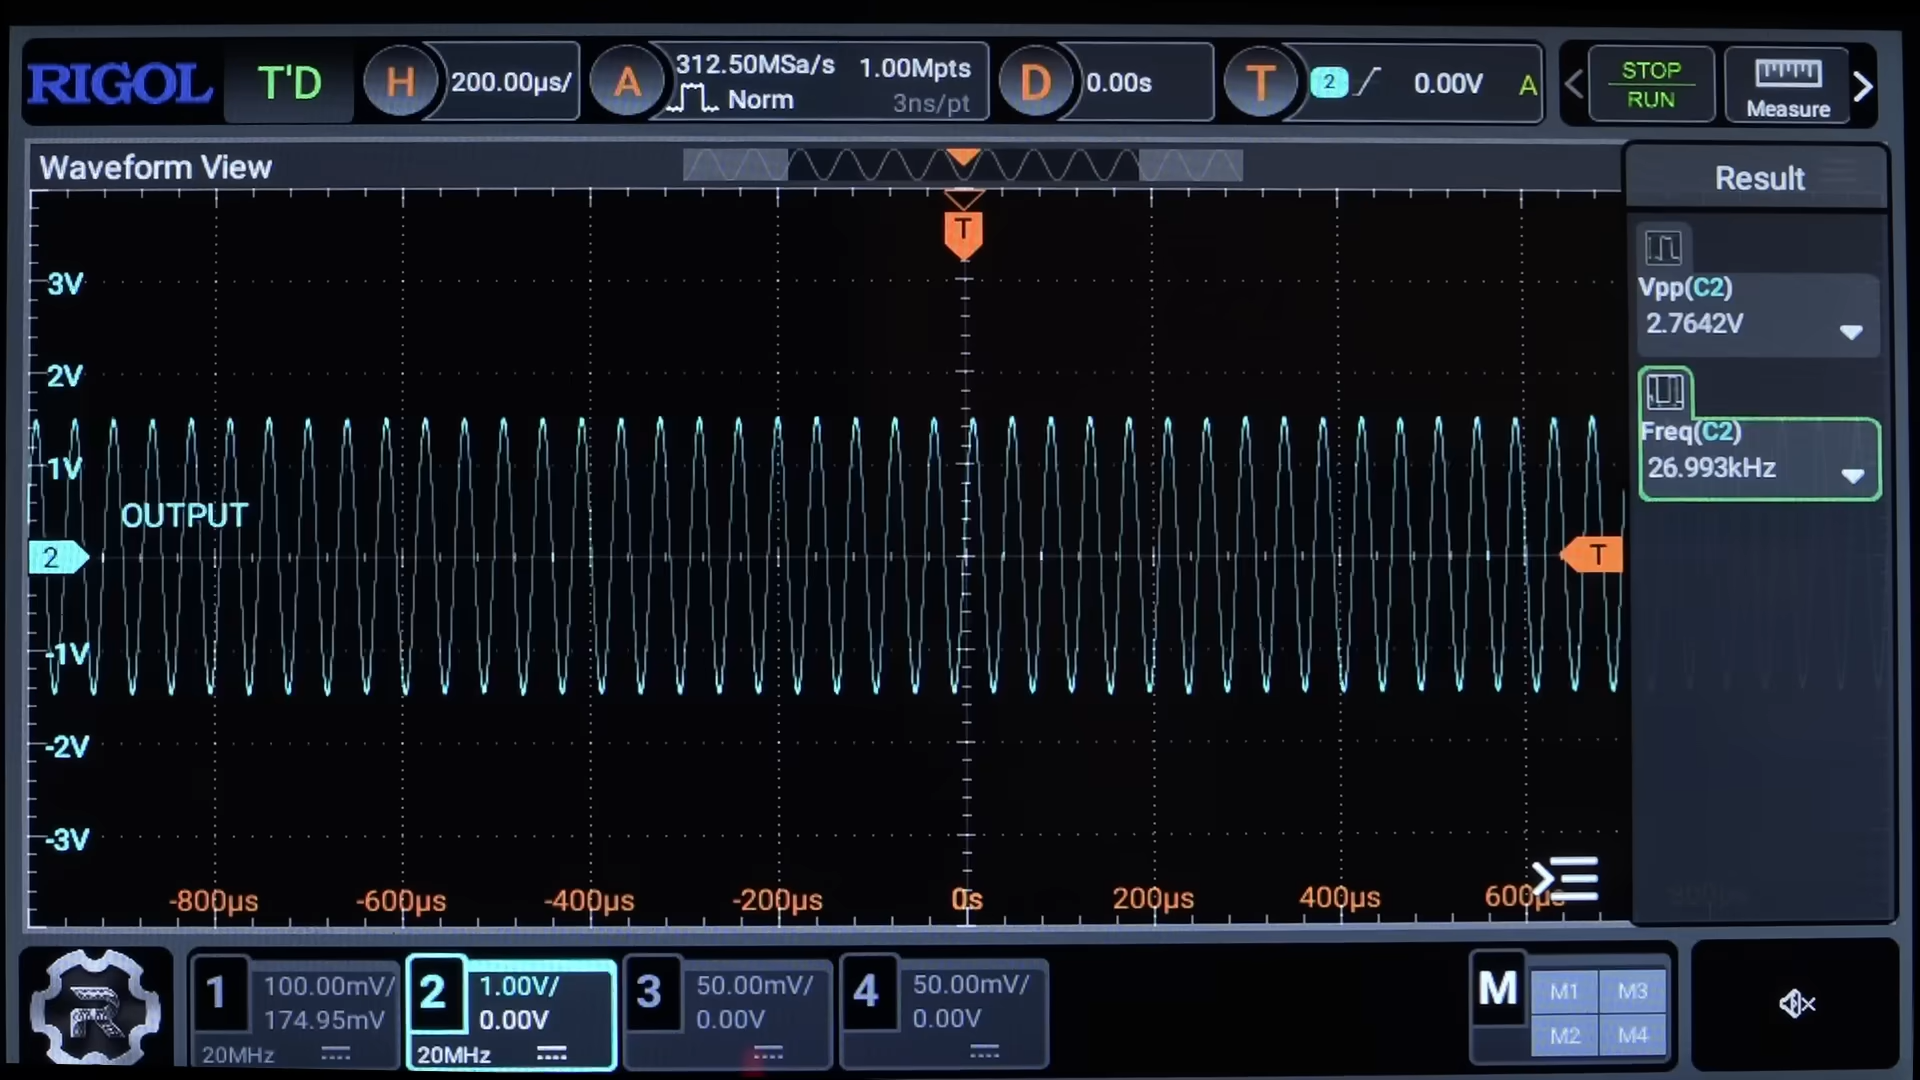 RIGOL
T'D
H
200.00µs/
A
312.50MSa/s
1.00Mpts
Norm
3ns/pt
D
0.00s
T
2
0.00V
A
STOP
RUN
Measure
Waveform View
T
Result
Vpp(C2)
2.7642V
Freq(C2)
26.993kHz
3V
2V
1V
OUTPUT
2
T
-1V
-2V
-3V
-800µs
-600µs
-400µs
-200µs
0s
200µs
400µs
600µs
1
100.00mV/
174.95mV
20MHz
2
1.00V/
0.00V
20MHz
3
50.00mV/
0.00V
4
50.00mV/
0.00V
M
M1
M3
M2
M4
R